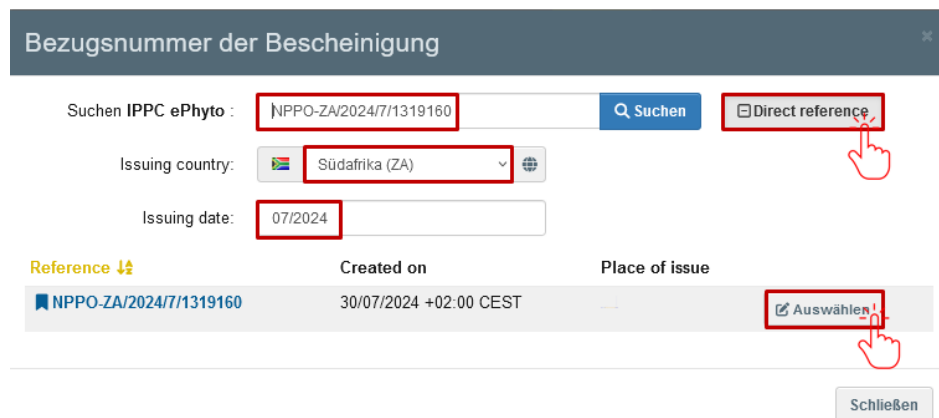 Bezugsnummer der Bescheinigung ×
Suchen IPPC ePhyto : NPPO-ZA/2024/7/1319160 Suchen Direct reference
Issuing country: Südafrika (ZA)
Issuing date: 07/2024
Reference Created on Place of issue
NPPO-ZA/2024/7/1319160 30/07/2024 +02:00 CEST Auswählen
Schließen